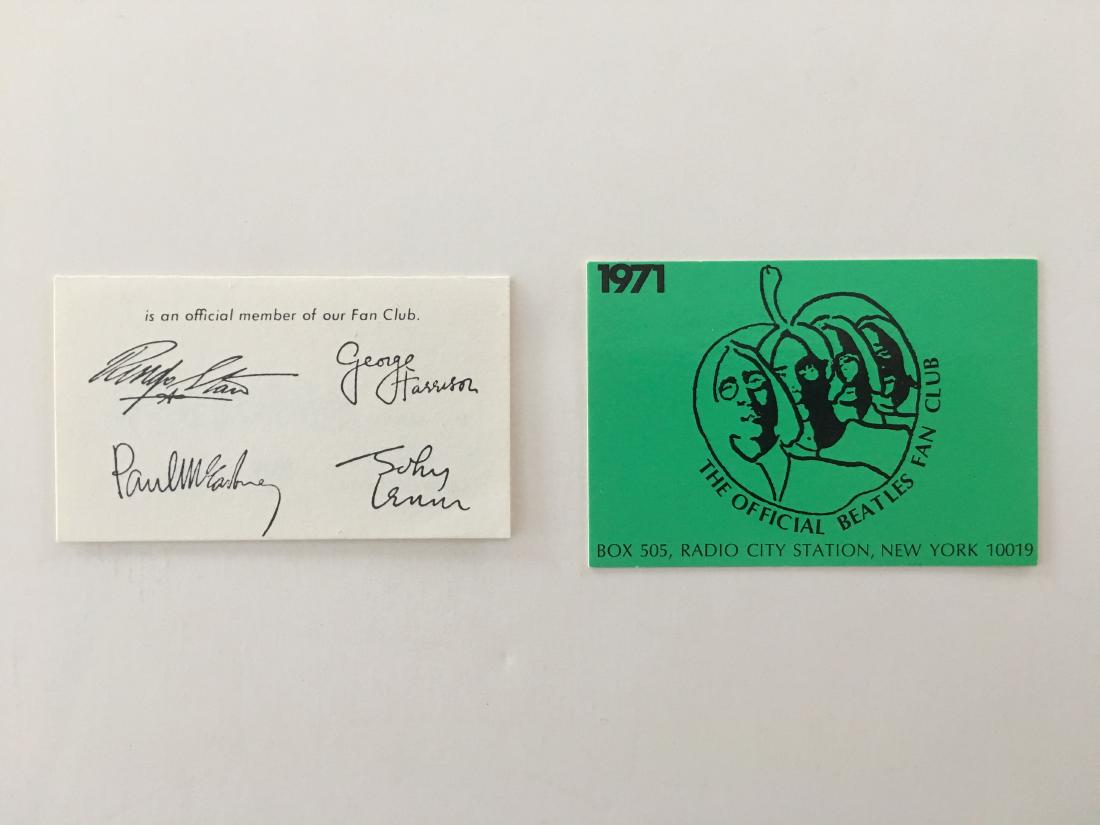 is an official member of our Fan Club.
Ringo Starr
George
Harrison
Paul McCartney
John
Lennon
1971
THE OFFICIAL BEATLES FAN CLUB
BOX 505, RADIO CITY STATION, NEW YORK 10019